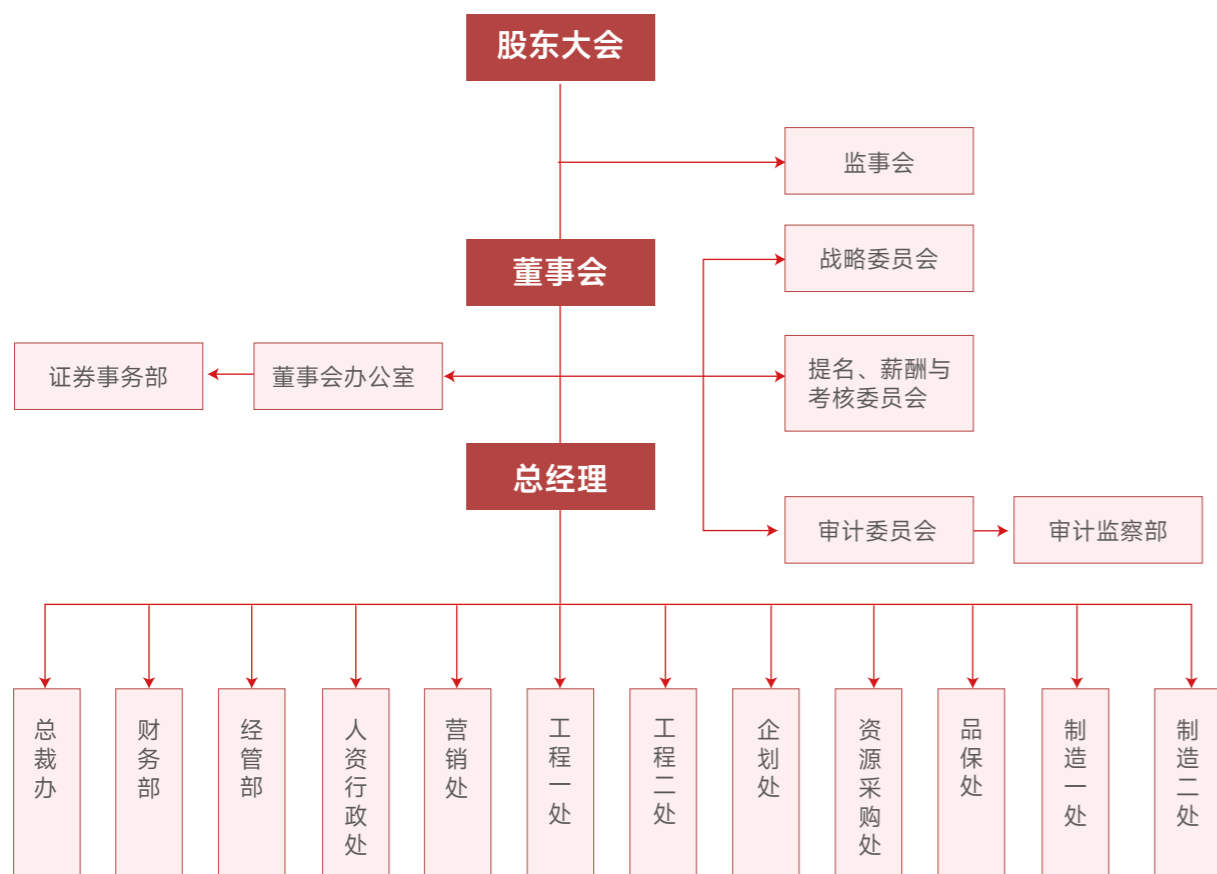 股东大会
监事会
战略委员会
董事会
证券事务部
董事会办公室
提名、薪酬与
考核委员会
总经理
审计委员会
审计监察部
总裁办
财务部
经管部
人资行政处
营销处
工程一处
工程二处
企划处
资源采购处
品保处
制造一处
制造二处